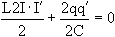 L2I · I′/2 + 2qq′/2C = 0